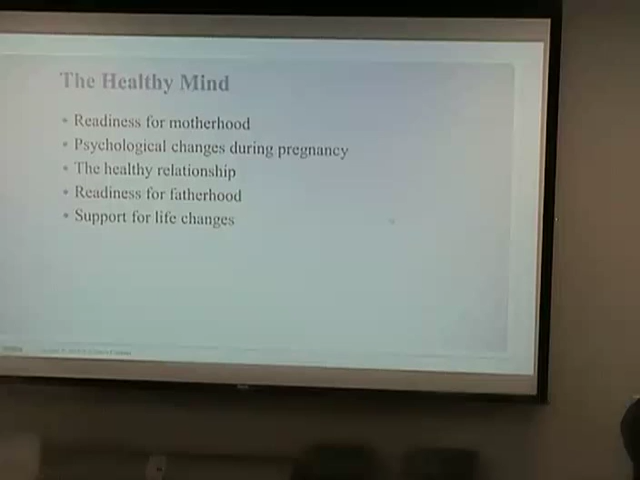 The Healthy Mind
• Readiness for motherhood
• Psychological changes during pregnancy
• The healthy relationship
• Readiness for fatherhood
• Support for life changes